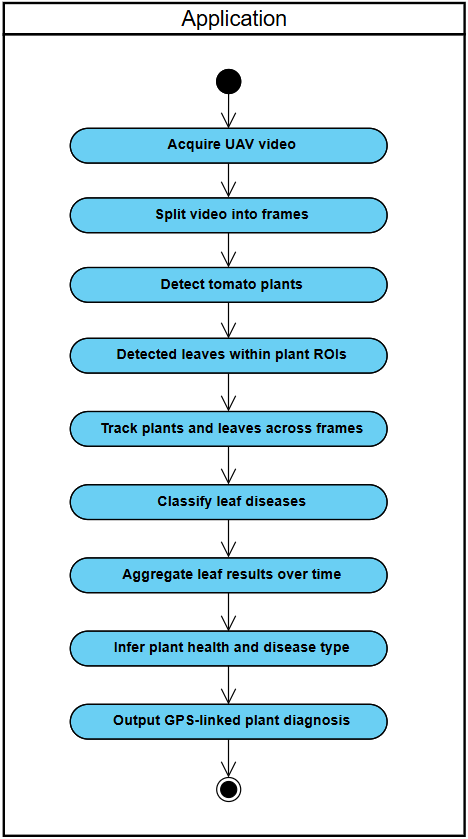 Application
Acquire UAV video
Split video into frames
Detect tomato plants
Detected leaves within plant ROIs
Track plants and leaves across frames
Classify leaf diseases
Aggregate leaf results over time
Infer plant health and disease type
Output GPS-linked plant diagnosis